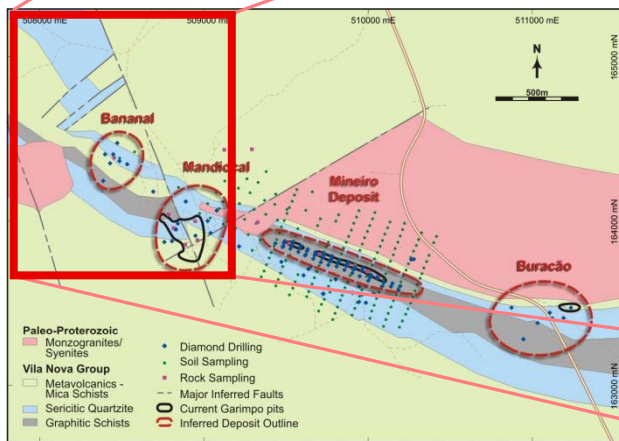 508000 mE
509000 mE
510000 mE
511000 mE
165000 mN
N
500m
Bananal
Mandiocal
Mineiro
Deposit
164000 mN
Buracão
Paleo-Proterozoic
Monzogranites/
Syenites
Vila Nova Group
Metavolcanics -
Mica Schists
Sericitic Quartzite
Graphitic Schists
Diamond Drilling
Soil Sampling
Rock Sampling
Major Inferred Faults
Current Garimpo pits
Inferred Deposit Outline
163000 mN